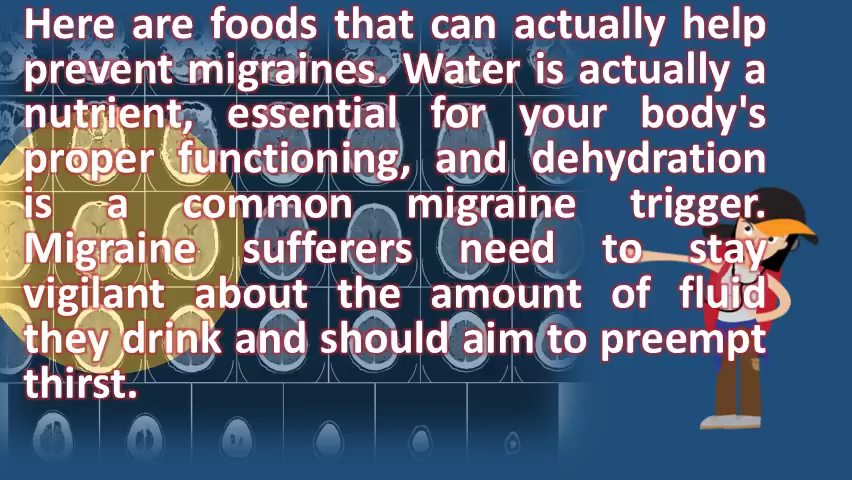 Here are foods that can actually help
prevent migraines. Water is actually a
nutrient, essential for your body's
proper functioning, and dehydration
is a common migraine trigger.
Migraine sufferers need to stay
vigilant about the amount of fluid
they drink and should aim to preempt
thirst.